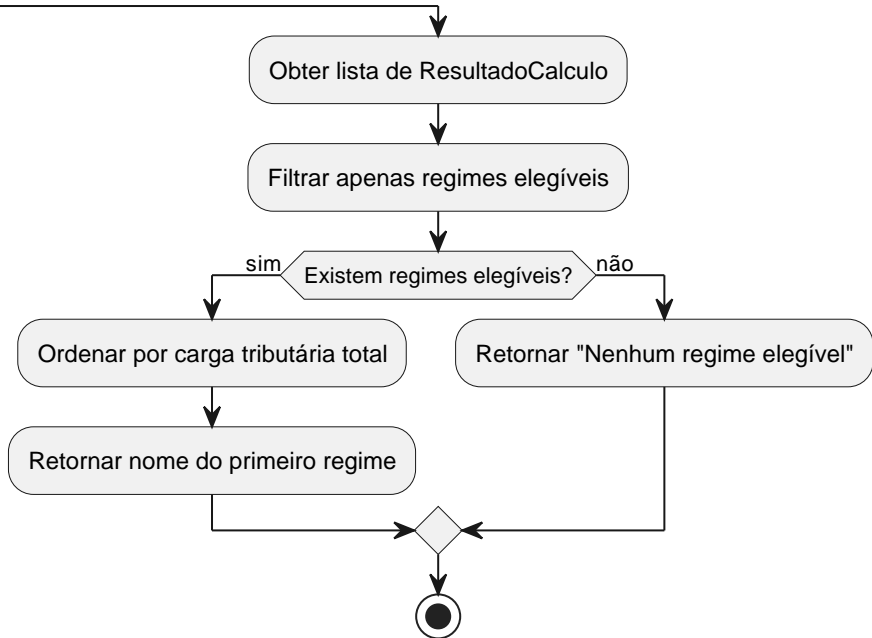 Obter lista de ResultadoCalculo
Filtrar apenas regimes elegíveis
sim
Existem regimes elegíveis?
não
Ordenar por carga tributária total
Retornar "Nenhum regime elegível"
Retornar nome do primeiro regime